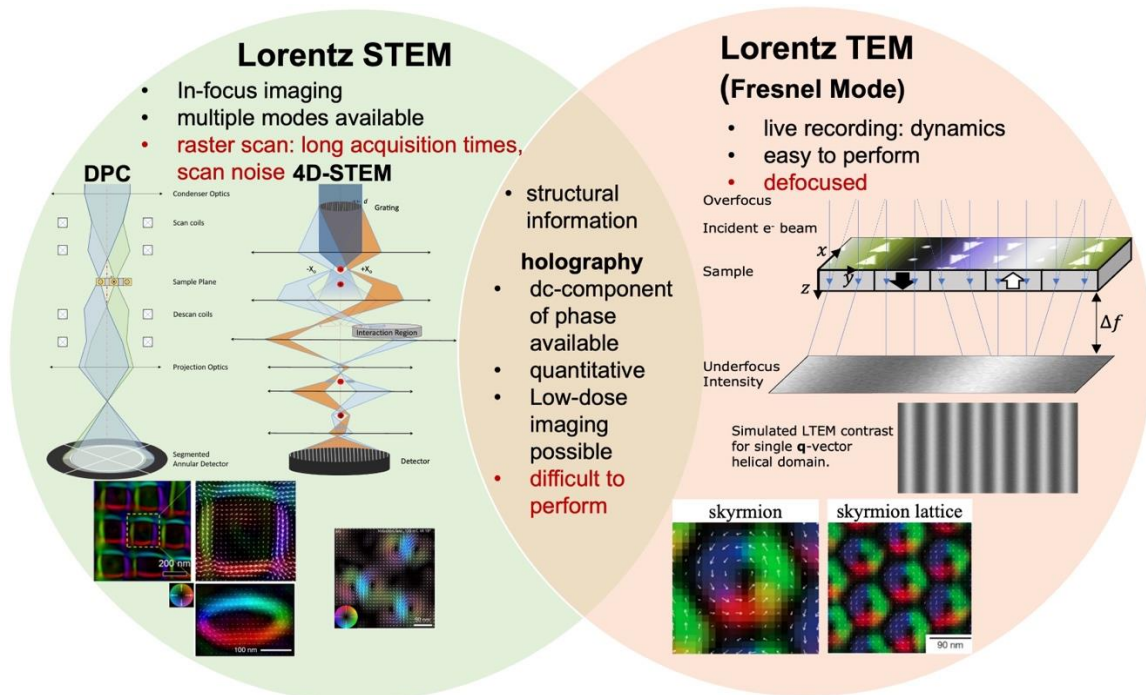 Lorentz STEM
• In-focus imaging
• multiple modes available
• raster scan: long acquisition times,
scan noise
DPC
4D-STEM
Condenser Optics
Scan coils
Sample Plane
Descan coils
Projection Optics
Segmented
Annular Detector
d
Grating
+X₀
Interaction Region
Detector
200 nm
100 nm
• structural
information
holography
• dc-component
of phase
available
• quantitative
• Low-dose
imaging
possible
• difficult to
perform
Lorentz TEM
(Fresnel Mode)
• live recording: dynamics
• easy to perform
• defocused
Overfocus
Incident e⁻ beam
Sample
x
y
z
Δf
Underfocus
Intensity
Simulated LTEM contrast
for single q-vector
helical domain.
skyrmion
skyrmion lattice
90 nm